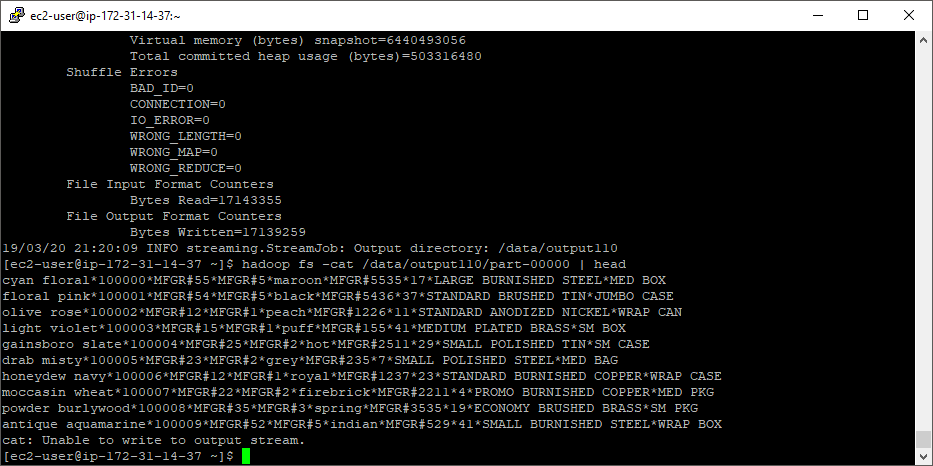 ec2-user@ip-172-31-14-37:~
Virtual memory (bytes) snapshot=6440493056
Total committed heap usage (bytes)=503316480
Shuffle Errors
BAD_ID=0
CONNECTION=0
IO_ERROR=0
WRONG_LENGTH=0
WRONG_MAP=0
WRONG_REDUCE=0
File Input Format Counters
Bytes Read=17143355
File Output Format Counters
Bytes Written=17139259
19/03/20 21:20:09 INFO streaming.StreamJob: Output directory: /data/output110
[ec2-user@ip-172-31-14-37 ~]$ hadoop fs -cat /data/output110/part-00000 | head
cyan floral*100000*MFGR#55*MFGR#5*maroon*MFGR#5535*17*LARGE BURNISHED STEEL*MED BOX
floral pink*100001*MFGR#54*MFGR#5*black*MFGR#5436*37*STANDARD BRUSHED TIN*JUMBO CASE
olive rose*100002*MFGR#12*MFGR#1*peach*MFGR#1226*11*STANDARD ANODIZED NICKEL*WRAP CAN
light violet*100003*MFGR#15*MFGR#1*puff*MFGR#155*41*MEDIUM PLATED BRASS*SM BOX
gainsboro slate*100004*MFGR#25*MFGR#2*hot*MFGR#2511*29*SMALL POLISHED TIN*SM CASE
drab misty*100005*MFGR#23*MFGR#2*grey*MFGR#235*7*SMALL POLISHED STEEL*MED BAG
honeydew navy*100006*MFGR#12*MFGR#1*royal*MFGR#1237*23*STANDARD BURNISHED COPPER*WRAP CASE
moccasin wheat*100007*MFGR#22*MFGR#2*firebrick*MFGR#2211*4*PROMO BURNISHED COPPER*MED PKG
powder burlywood*100008*MFGR#35*MFGR#3*spring*MFGR#3535*19*ECONOMY BRUSHED BRASS*SM PKG
antique aquamarine*100009*MFGR#52*MFGR#5*indian*MFGR#529*41*SMALL BURNISHED STEEL*WRAP BOX
cat: Unable to write to output stream.
[ec2-user@ip-172-31-14-37 ~]$